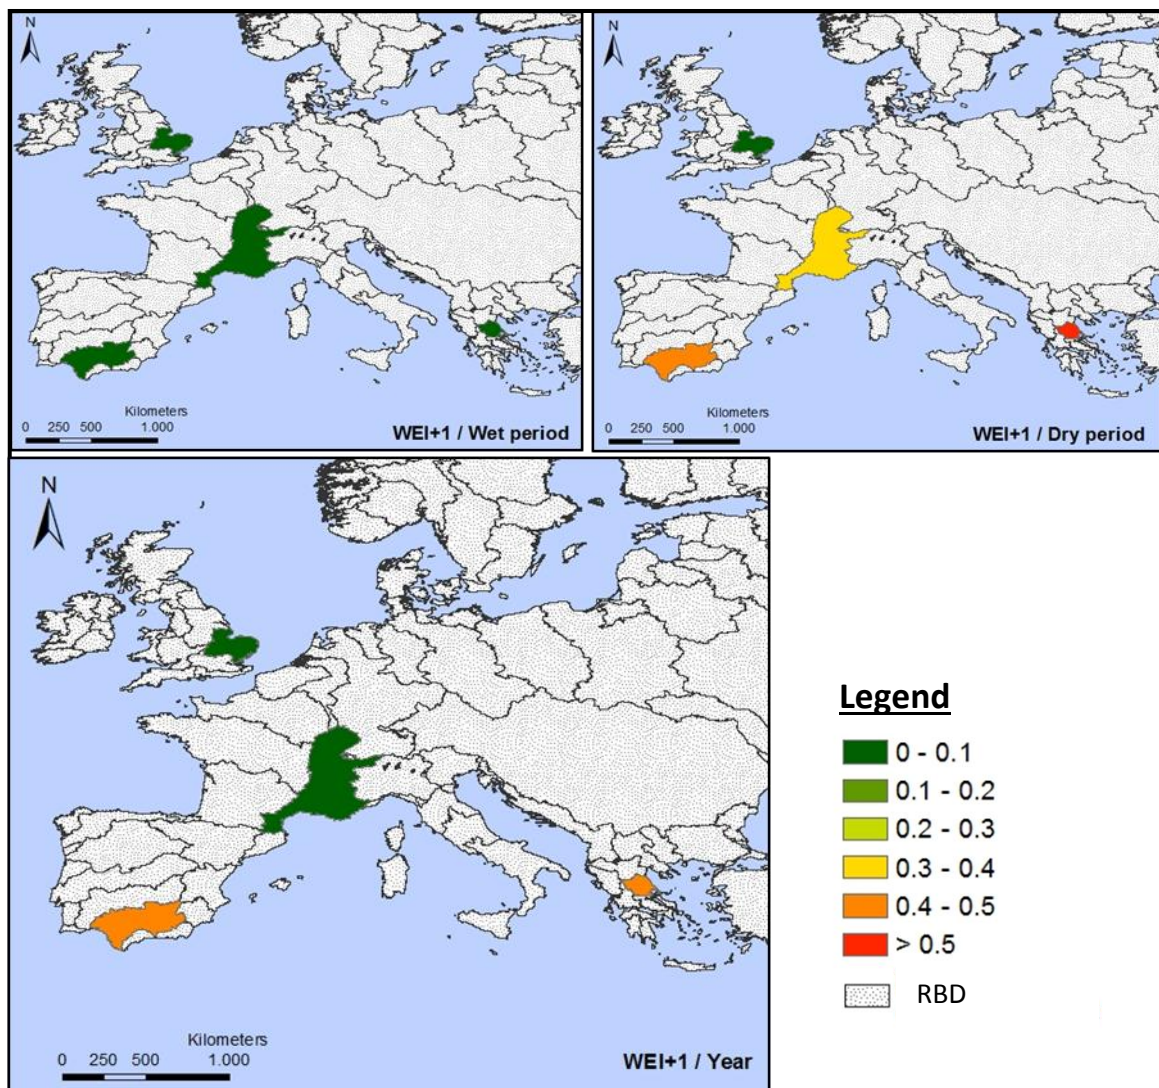 N
Kilometers
0 250 500 1.000
WEI+1 / Wet period
N
Kilometers
0 250 500 1.000
WEI+1 / Dry period
N
Kilometers
0 250 500 1.000
WEI+1 / Year
Legend
0 - 0.1
0.1 - 0.2
0.2 - 0.3
0.3 - 0.4
0.4 - 0.5
> 0.5
RBD